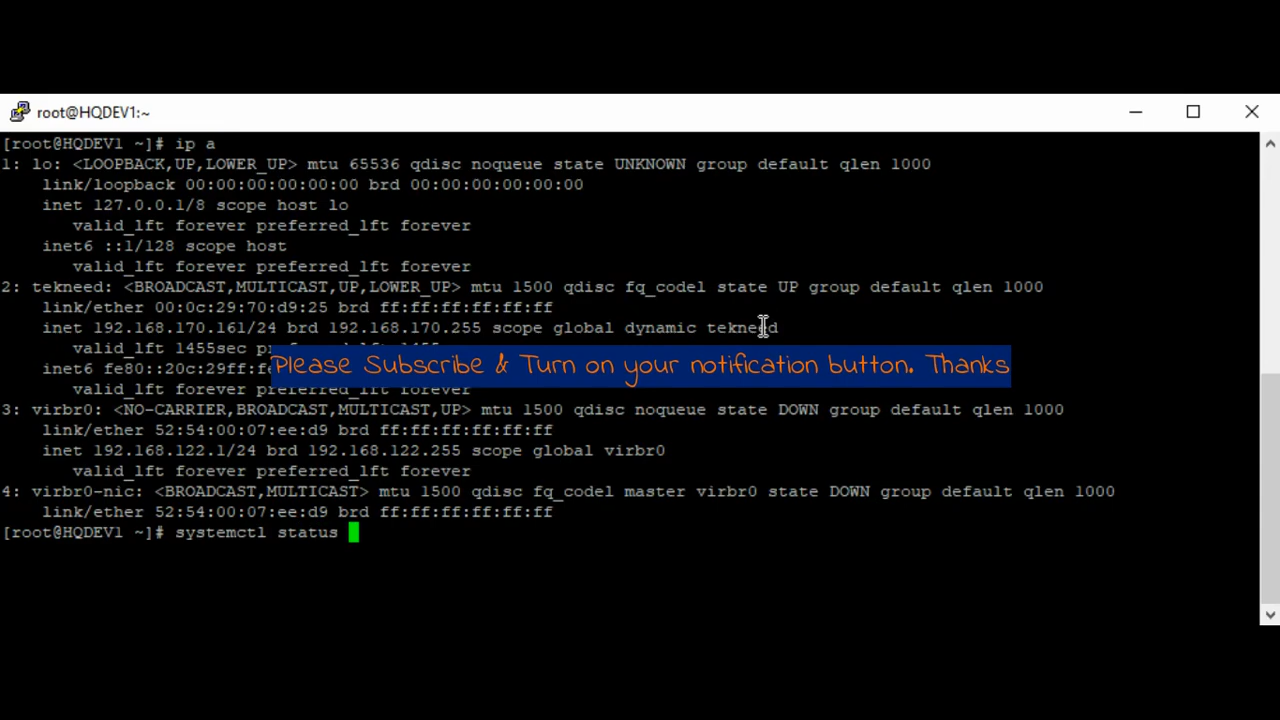 root@HQDEV1:~
[root@HQDEV1 ~]# ip a
1: lo: <LOOPBACK,UP,LOWER_UP> mtu 65536 qdisc noqueue state UNKNOWN group default qlen 1000
link/loopback 00:00:00:00:00:00 brd 00:00:00:00:00:00
inet 127.0.0.1/8 scope host lo
valid_lft forever preferred_lft forever
inet6 ::1/128 scope host
valid_lft forever preferred_lft forever
2: tekneed: <BROADCAST,MULTICAST,UP,LOWER_UP> mtu 1500 qdisc fq_codel state UP group default qlen 1000
link/ether 00:0c:29:70:d9:25 brd ff:ff:ff:ff:ff:ff
inet 192.168.170.161/24 brd 192.168.170.255 scope global dynamic tekneed
valid_lft 1455sec
Please Subscribe & Turn on your notification button. Thanks
inet6 fe80::20c:29ff:fe
valid_lft forever preferred_lft forever
3: virbr0: <NO-CARRIER,BROADCAST,MULTICAST,UP> mtu 1500 qdisc noqueue state DOWN group default qlen 1000
link/ether 52:54:00:07:ee:d9 brd ff:ff:ff:ff:ff:ff
inet 192.168.122.1/24 brd 192.168.122.255 scope global virbr0
valid_lft forever preferred_lft forever
4: virbr0-nic: <BROADCAST,MULTICAST> mtu 1500 qdisc fq_codel master virbr0 state DOWN group default qlen 1000
link/ether 52:54:00:07:ee:d9 brd ff:ff:ff:ff:ff:ff
[root@HQDEV1 ~]# systemctl status